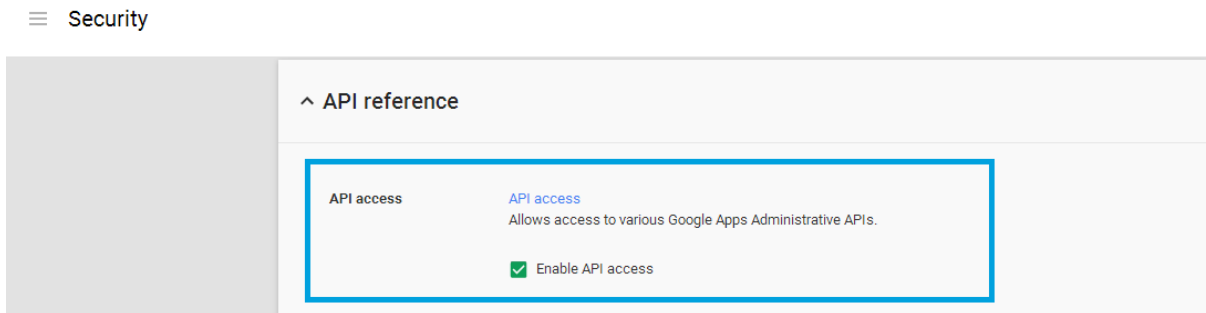 Security
API reference
API access
API access
Allows access to various Google Apps Administrative APIs.
Enable API access